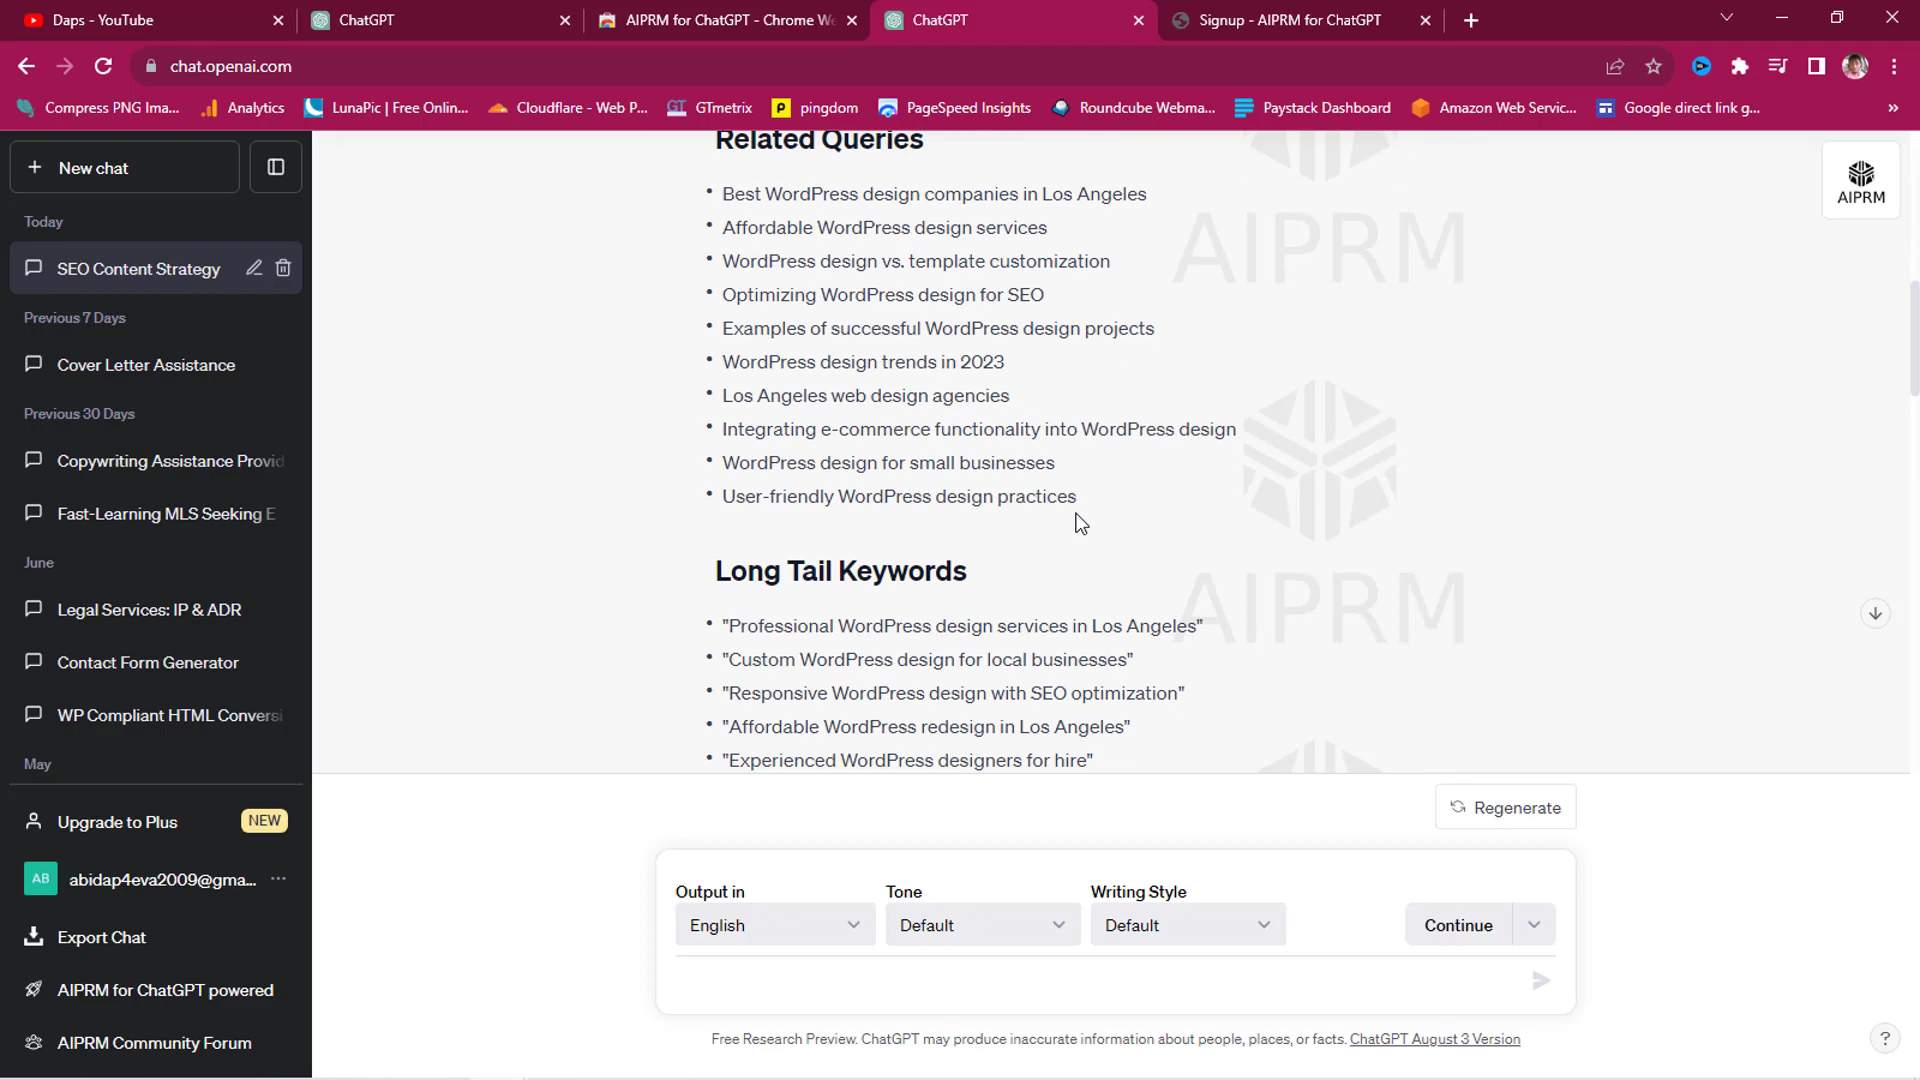 Daps - YouTube
ChatGPT
AIPRM for ChatGPT - Chrome We
ChatGPT
Signup - AIPRM for ChatGPT
chat.openai.com
Compress PNG Ima...
Analytics
LunaPic | Free Onlin...
Cloudflare - Web P...
GTmetrix
pingdom
PageSpeed Insights
Roundcube Webma...
Paystack Dashboard
Amazon Web Servic...
Google direct link g...
New chat
Today
SEO Content Strategy
Previous 7 Days
Cover Letter Assistance
Previous 30 Days
Copywriting Assistance Provid
Fast-Learning MLS Seeking E
June
Legal Services: IP & ADR
Contact Form Generator
WP Compliant HTML Conversi
May
Upgrade to Plus
NEW
AB
abidap4eva2009@gma...
Export Chat
AIPRM for ChatGPT powered
AIPRM Community Forum
Related Queries
• Best WordPress design companies in Los Angeles
• Affordable WordPress design services
• WordPress design vs. template customization
• Optimizing WordPress design for SEO
• Examples of successful WordPress design projects
• WordPress design trends in 2023
• Los Angeles web design agencies
• Integrating e-commerce functionality into WordPress design
• WordPress design for small businesses
• User-friendly WordPress design practices
Long Tail Keywords
• "Professional WordPress design services in Los Angeles"
• "Custom WordPress design for local businesses"
• "Responsive WordPress design with SEO optimization"
• "Affordable WordPress redesign in Los Angeles"
• "Experienced WordPress designers for hire"
AIPRM
AIPRM
AIPRM
Regenerate
Output in
Tone
Writing Style
English
Default
Default
Continue
Free Research Preview. ChatGPT may produce inaccurate information about people, places, or facts. ChatGPT August 3 Version
?